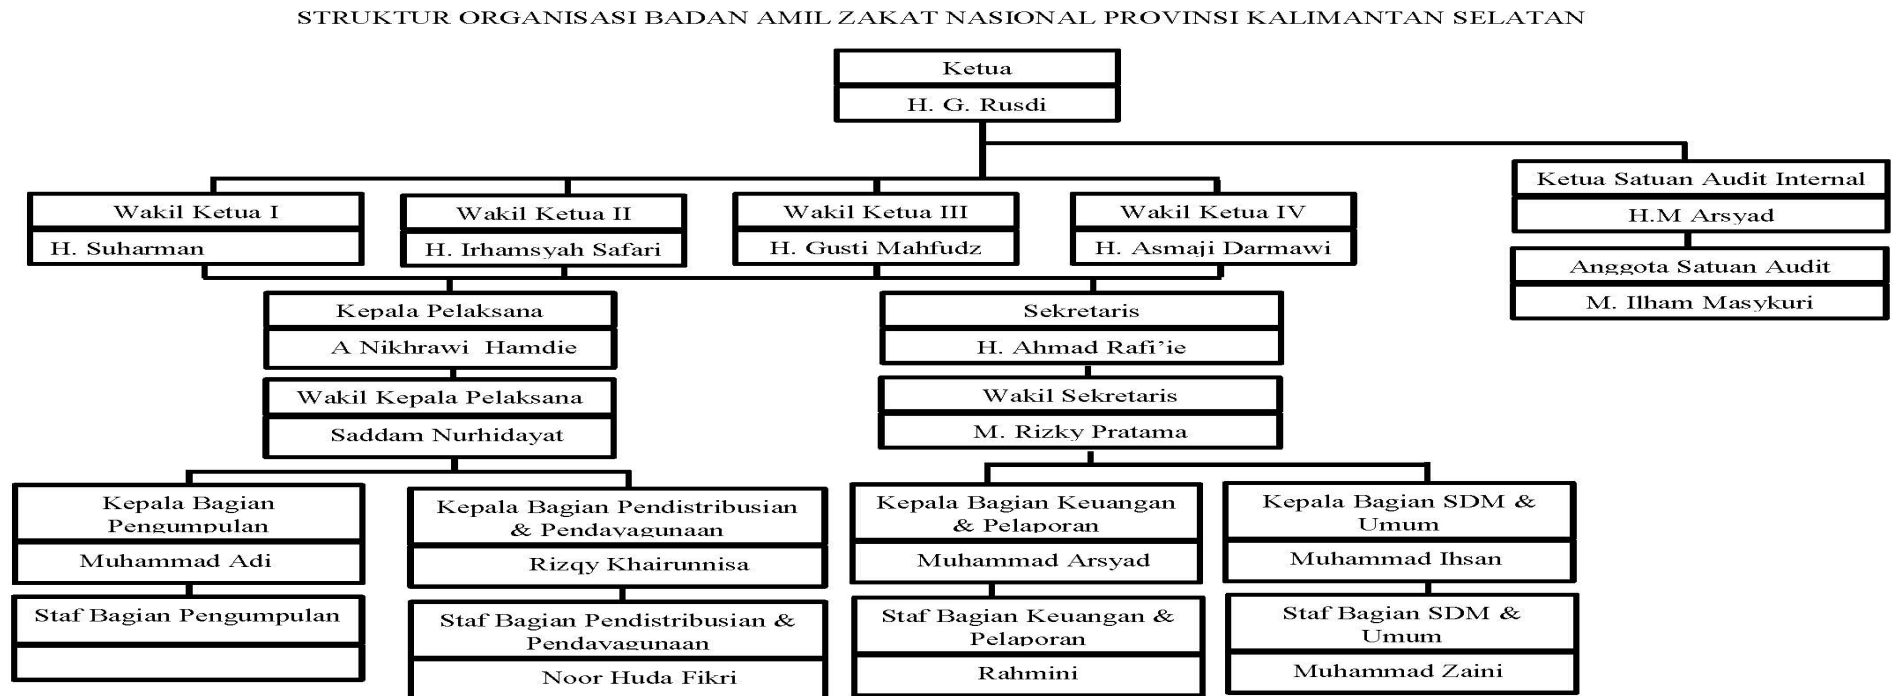 STRUKTUR ORGANISASI BADAN AMIL ZAKAT NASIONAL PROVINSI KALIMANTAN SELATAN
Ketua
H. G. Rusdi
Ketua Satuan Audit Internal
H.M Arsyad
Anggota Satuan Audit
M. Ilham Masykuri
Wakil Ketua I
H. Suharman
Wakil Ketua II
H. Irhamsyah Safari
Wakil Ketua III
H. Gusti Mahfudz
Wakil Ketua IV
H. Asmaji Darmawi
Kepala Pelaksana
A Nikhrawi  Hamdie
Wakil Kepala Pelaksana
Saddam Nurhidayat
Sekretaris
H. Ahmad Rafi’ie
Wakil Sekretaris
M. Rizky Pratama
Kepala Bagian
Pengumpulan
Muhammad Adi
Staf Bagian Pengumpulan
Kepala Bagian Pendistribusian
& Pendayagunaan
Rizqy Khairunnisa
Staf Bagian Pendistribusian &
Pendayagunaan
Noor Huda Fikri
Kepala Bagian Keuangan
& Pelaporan
Muhammad Arsyad
Staf Bagian Keuangan &
Pelaporan
Rahmini
Kepala Bagian SDM &
Umum
Muhammad Ihsan
Staf Bagian SDM &
Umum
Muhammad Zaini